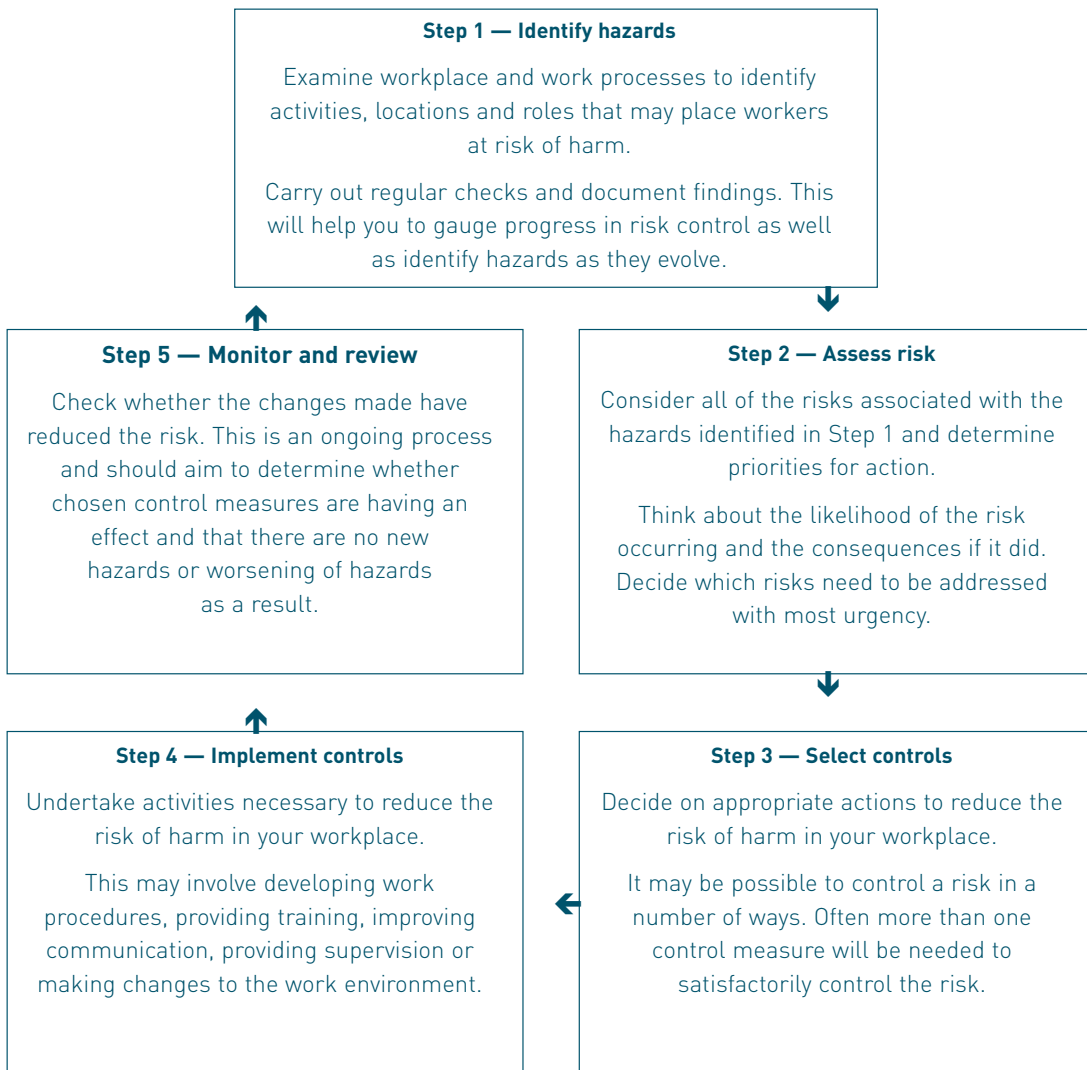 Step 1 — Identify hazards
Examine workplace and work processes to identify
activities, locations and roles that may place workers
at risk of harm.
Carry out regular checks and document findings. This
will help you to gauge progress in risk control as well
as identify hazards as they evolve.
Step 2 — Assess risk
Consider all of the risks associated with the
hazards identified in Step 1 and determine
priorities for action.
Think about the likelihood of the risk
occurring and the consequences if it did.
Decide which risks need to be addressed
with most urgency.
Step 3 — Select controls
Decide on appropriate actions to reduce the
risk of harm in your workplace.
It may be possible to control a risk in a
number of ways. Often more than one
control measure will be needed to
satisfactorily control the risk.
Step 4 — Implement controls
Undertake activities necessary to reduce the
risk of harm in your workplace.
This may involve developing work
procedures, providing training, improving
communication, providing supervision or
making changes to the work environment.
Step 5 — Monitor and review
Check whether the changes made have
reduced the risk. This is an ongoing process
and should aim to determine whether
chosen control measures are having an
effect and that there are no new
hazards or worsening of hazards
as a result.